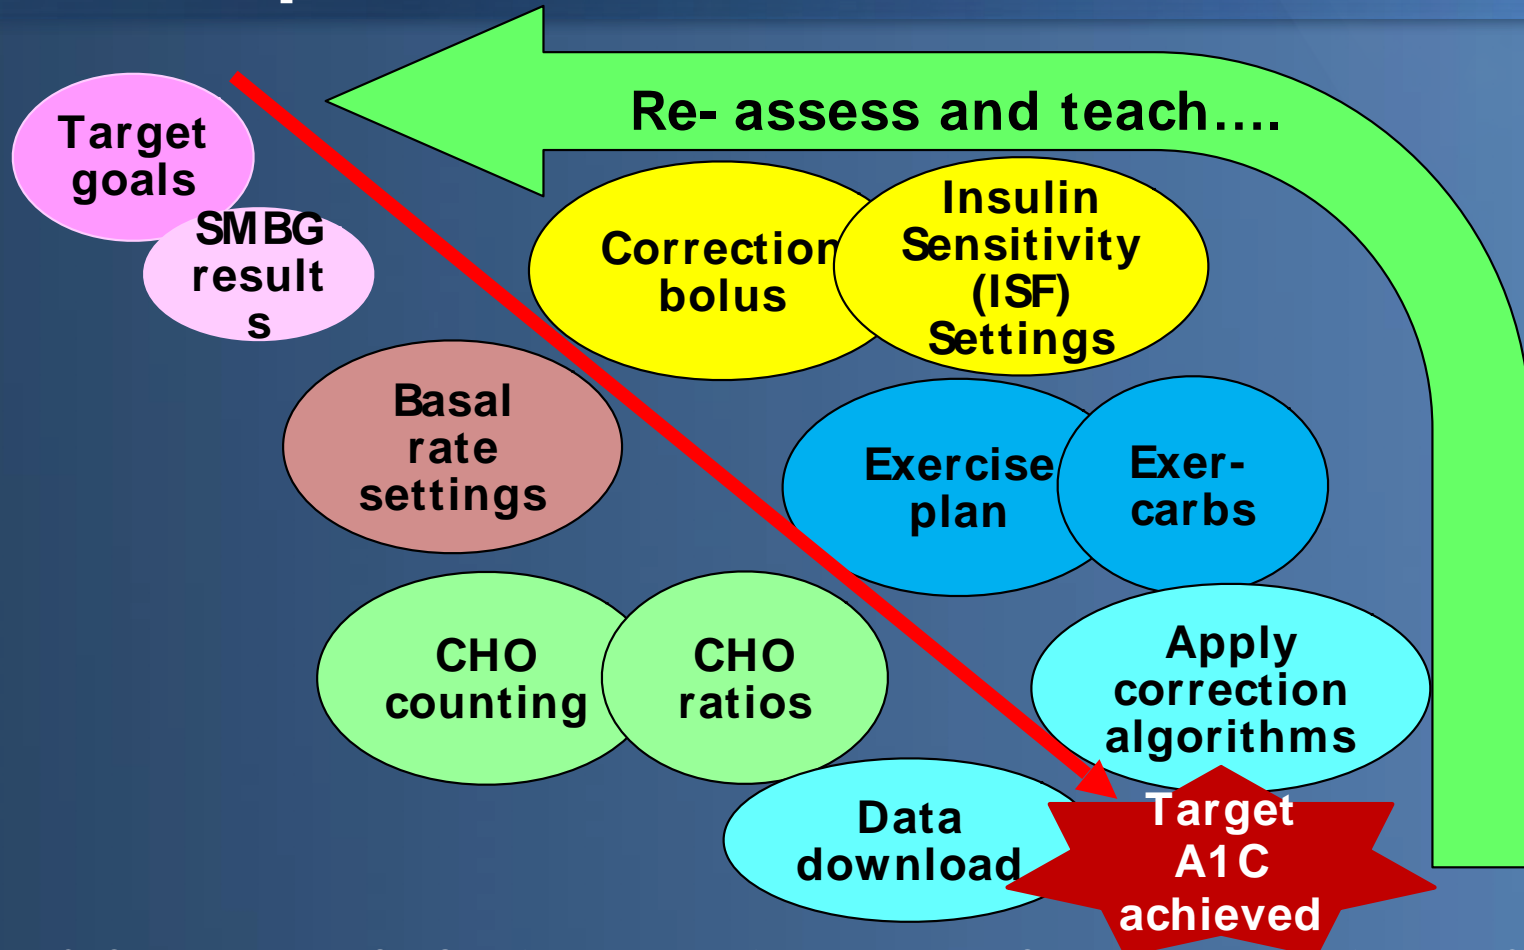 Re- assess and teach….
Target
goals
SMBG
result
s
Correction
bolus
Insulin
Sensitivity
(ISF)
Settings
Basal
rate
settings
Exercise
plan
Exer-
carbs
CHO
counting
CHO
ratios
Apply
correction
algorithms
Data
download
Target
A1C
achieved